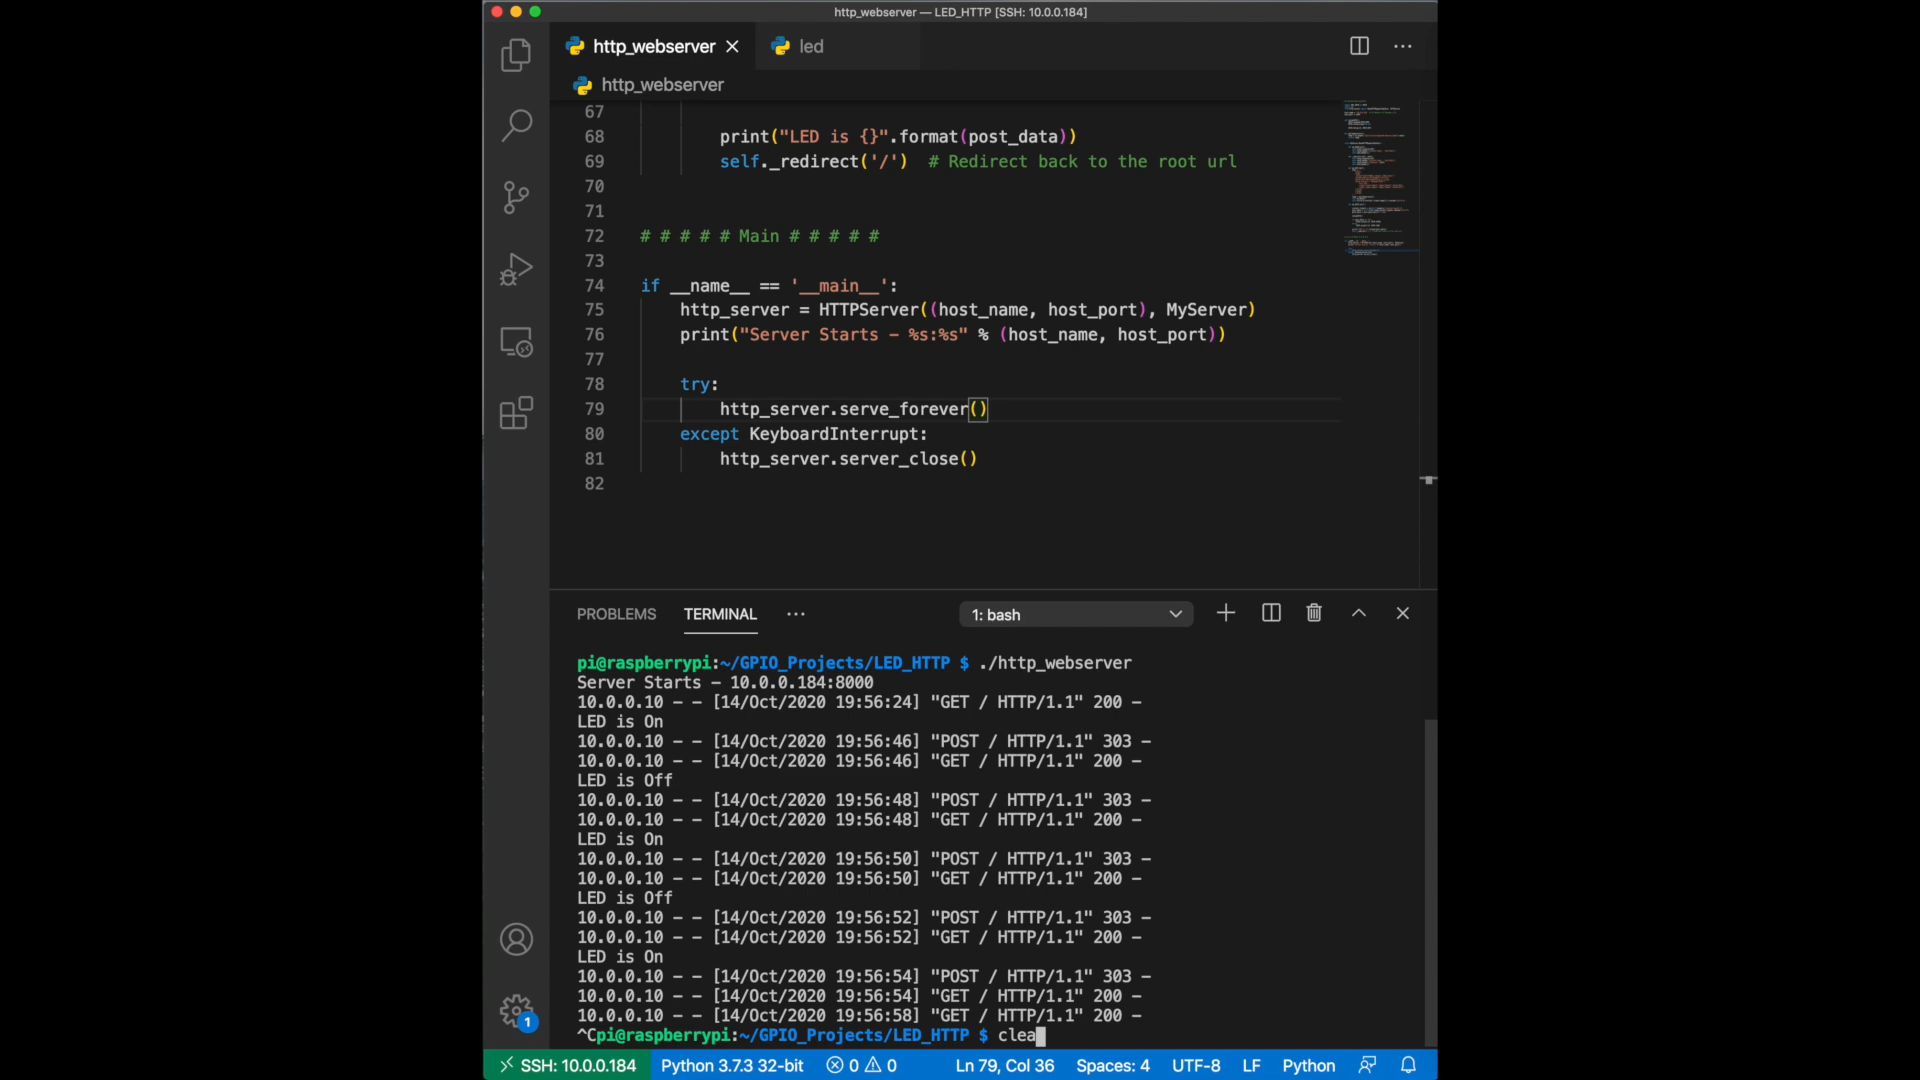 http_webserver — LED_HTTP [SSH: 10.0.0.184]
http_webserver
led
http_webserver
67
68 print("LED is {}".format(post_data))
69 self._redirect('/')  # Redirect back to the root url
70
71
72 # # # # # Main # # # # #
73
74 if __name__ == '__main__':
75 http_server = HTTPServer((host_name, host_port), MyServer)
76 print("Server Starts - %s:%s" % (host_name, host_port))
77
78 try:
79 http_server.serve_forever()
80 except KeyboardInterrupt:
81 http_server.server_close()
82
PROBLEMS TERMINAL ··· 1: bash
pi@raspberrypi:~/GPIO_Projects/LED_HTTP $ ./http_webserver
Server Starts - 10.0.0.184:8000
10.0.0.10 - - [14/Oct/2020 19:56:24] "GET / HTTP/1.1" 200 -
LED is On
10.0.0.10 - - [14/Oct/2020 19:56:46] "POST / HTTP/1.1" 303 -
10.0.0.10 - - [14/Oct/2020 19:56:46] "GET / HTTP/1.1" 200 -
LED is Off
10.0.0.10 - - [14/Oct/2020 19:56:48] "POST / HTTP/1.1" 303 -
10.0.0.10 - - [14/Oct/2020 19:56:48] "GET / HTTP/1.1" 200 -
LED is On
10.0.0.10 - - [14/Oct/2020 19:56:50] "POST / HTTP/1.1" 303 -
10.0.0.10 - - [14/Oct/2020 19:56:50] "GET / HTTP/1.1" 200 -
LED is Off
10.0.0.10 - - [14/Oct/2020 19:56:52] "POST / HTTP/1.1" 303 -
10.0.0.10 - - [14/Oct/2020 19:56:52] "GET / HTTP/1.1" 200 -
LED is On
10.0.0.10 - - [14/Oct/2020 19:56:54] "POST / HTTP/1.1" 303 -
10.0.0.10 - - [14/Oct/2020 19:56:54] "GET / HTTP/1.1" 200 -
10.0.0.10 - - [14/Oct/2020 19:56:58] "GET / HTTP/1.1" 200 -
^Cpi@raspberrypi:~/GPIO_Projects/LED_HTTP $ clea
1
SSH: 10.0.0.184 Python 3.7.3 32-bit 0 0 Ln 79, Col 36 Spaces: 4 UTF-8 LF Python